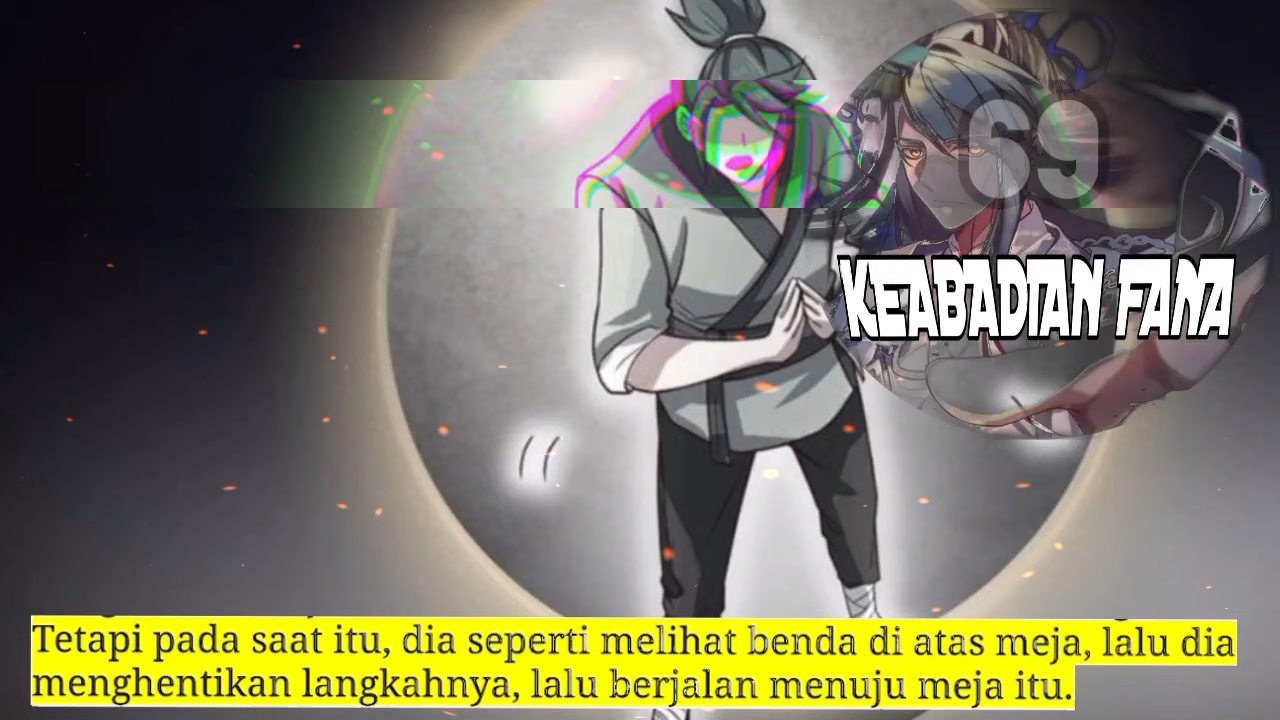 69
KEABADIAN FANA
Tetapi pada saat itu, dia seperti melihat benda di atas meja, lalu dia
menghentikan langkahnya, lalu berjalan menuju meja itu.